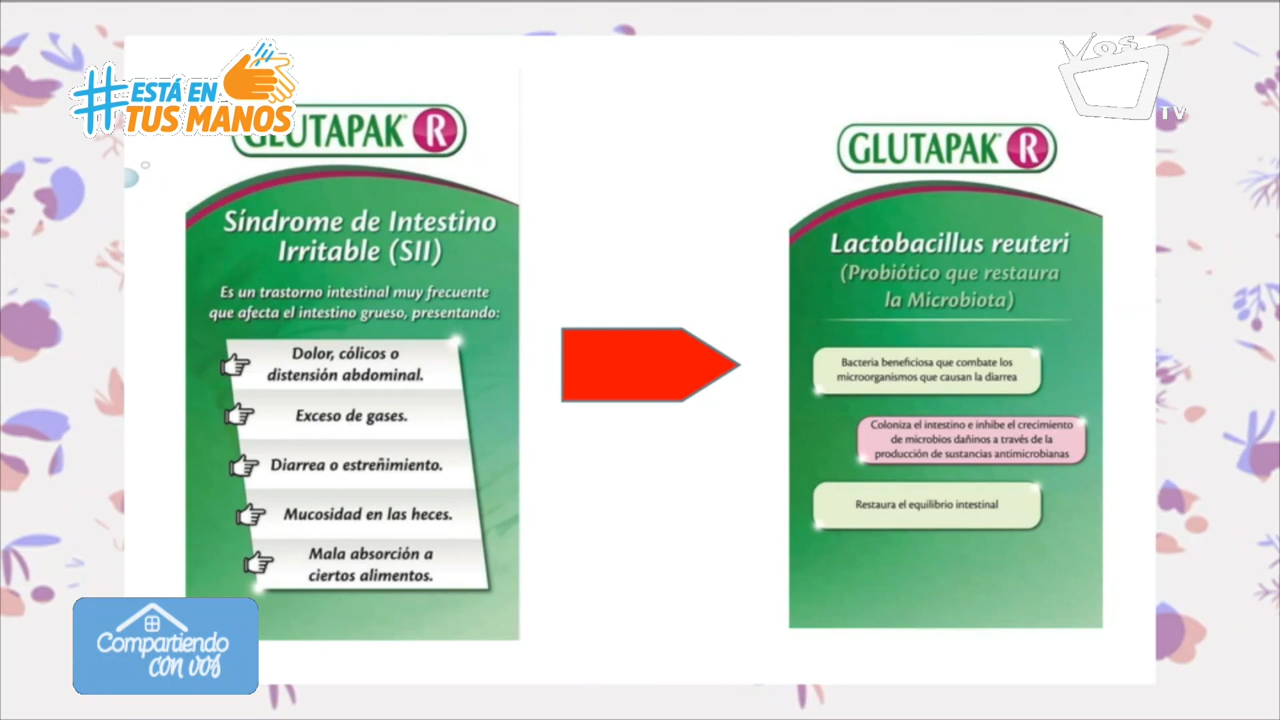 #ESTÁ EN
TUS MANOS
GLUTAPAK R
Síndrome de Intestino
Irritable (SII)
Es un trastorno intestinal muy frecuente
que afecta el intestino grueso, presentando:
Dolor, cólicos o
distensión abdominal.
Exceso de gases.
Diarrea o estreñimiento.
Mucosidad en las heces.
Mala absorción a
ciertos alimentos.
Compartiendo
con vos
VOS
TV
GLUTAPAK R
Lactobacillus reuteri
(Probiótico que restaura
la Microbiota)
Bacteria beneficiosa que combate los
microorganismos que causan la diarrea
Coloniza el intestino e inhibe el crecimiento
de microbios dañinos a través de la
producción de sustancias antimicrobianas
Restaura el equilibrio intestinal